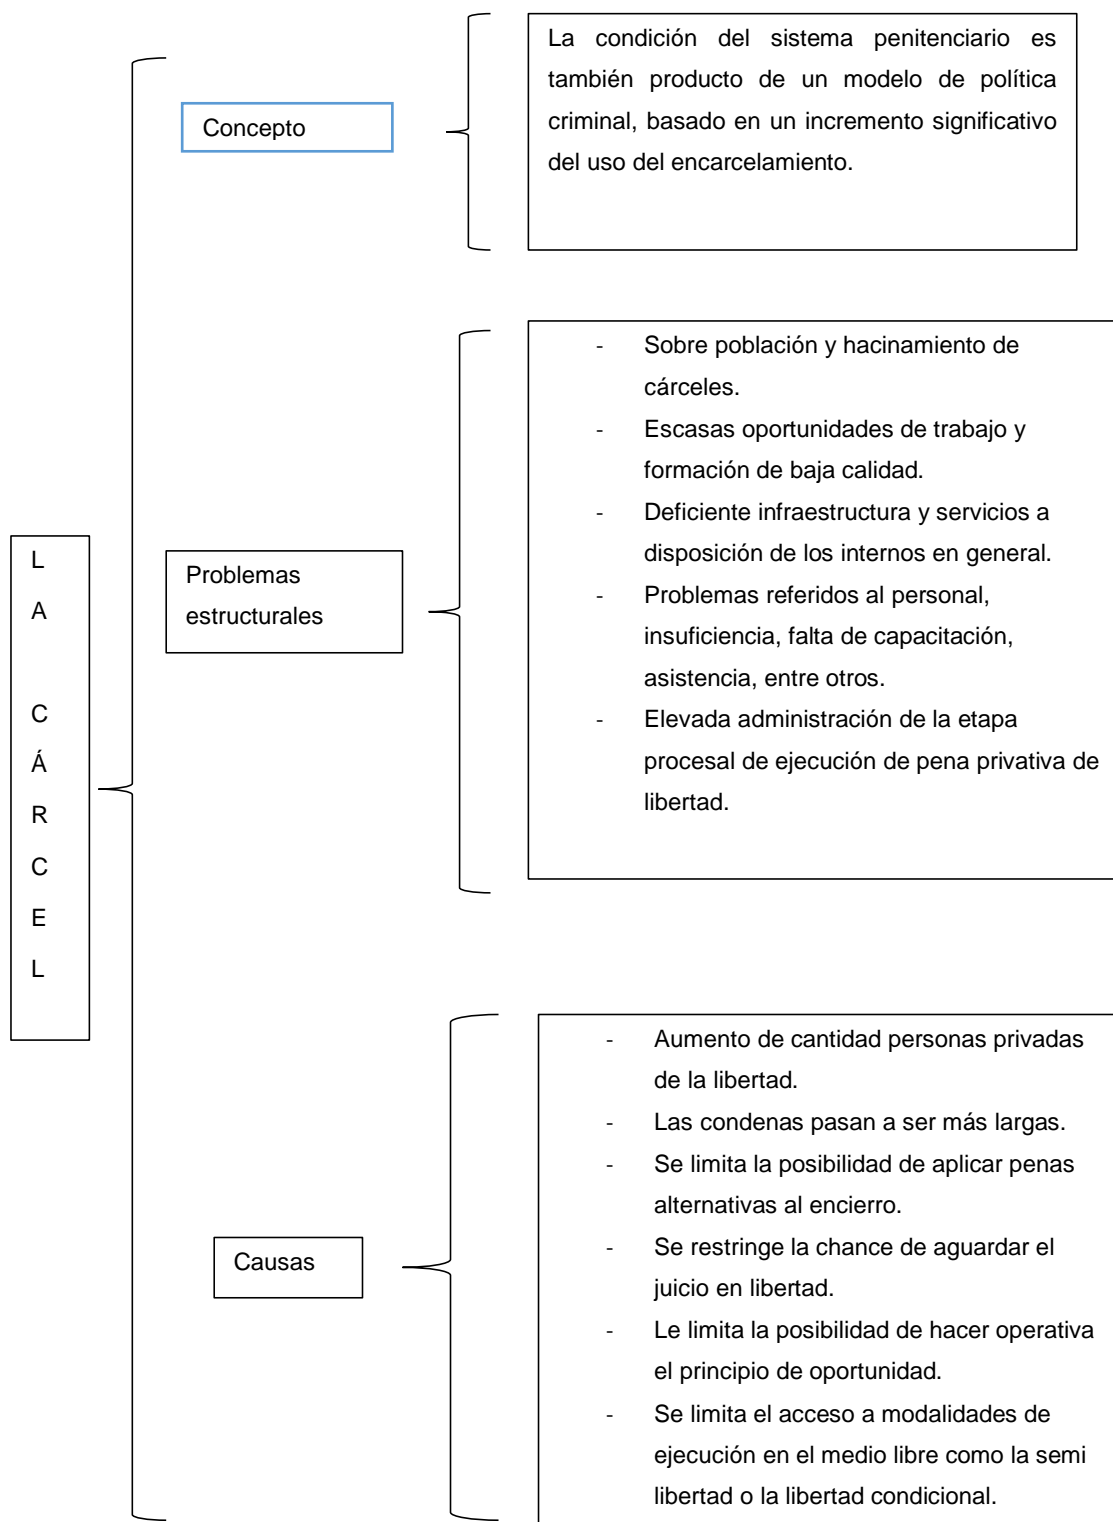 L
A
C
Á
R
C
E
L
Concepto
La condición del sistema penitenciario es
también producto de un modelo de política
criminal, basado en un incremento significativo
del uso del encarcelamiento.
Problemas
estructurales
- Sobre población y hacinamiento de
cárceles.
- Escasas oportunidades de trabajo y
formación de baja calidad.
- Deficiente infraestructura y servicios a
disposición de los internos en general.
- Problemas referidos al personal,
insuficiencia, falta de capacitación,
asistencia, entre otros.
- Elevada administración de la etapa
procesal de ejecución de pena privativa de
libertad.
Causas
- Aumento de cantidad personas privadas
de la libertad.
- Las condenas pasan a ser más largas.
- Se limita la posibilidad de aplicar penas
alternativas al encierro.
- Se restringe la chance de aguardar el
juicio en libertad.
- Le limita la posibilidad de hacer operativa
el principio de oportunidad.
- Se limita el acceso a modalidades de
ejecución en el medio libre como la semi
libertad o la libertad condicional.